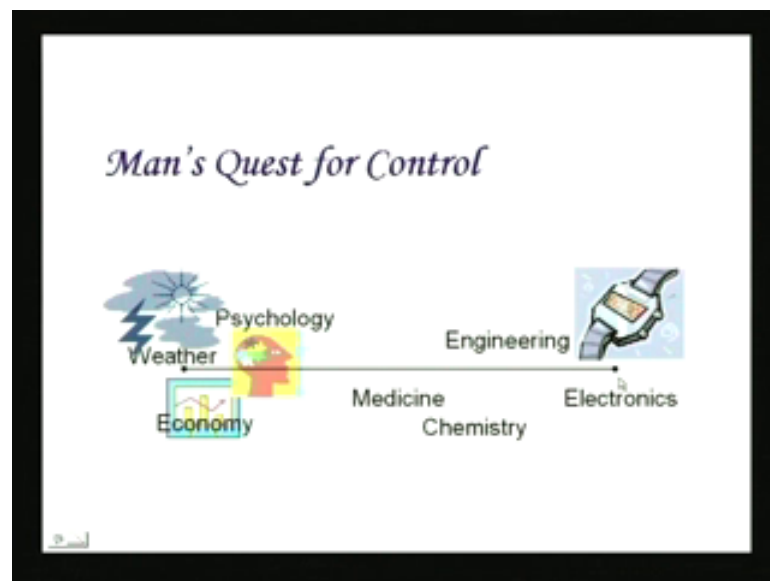 Man's Quest for Control
Psychology
Engineering
Weather
Medicine
Electronics
Economy
Chemistry